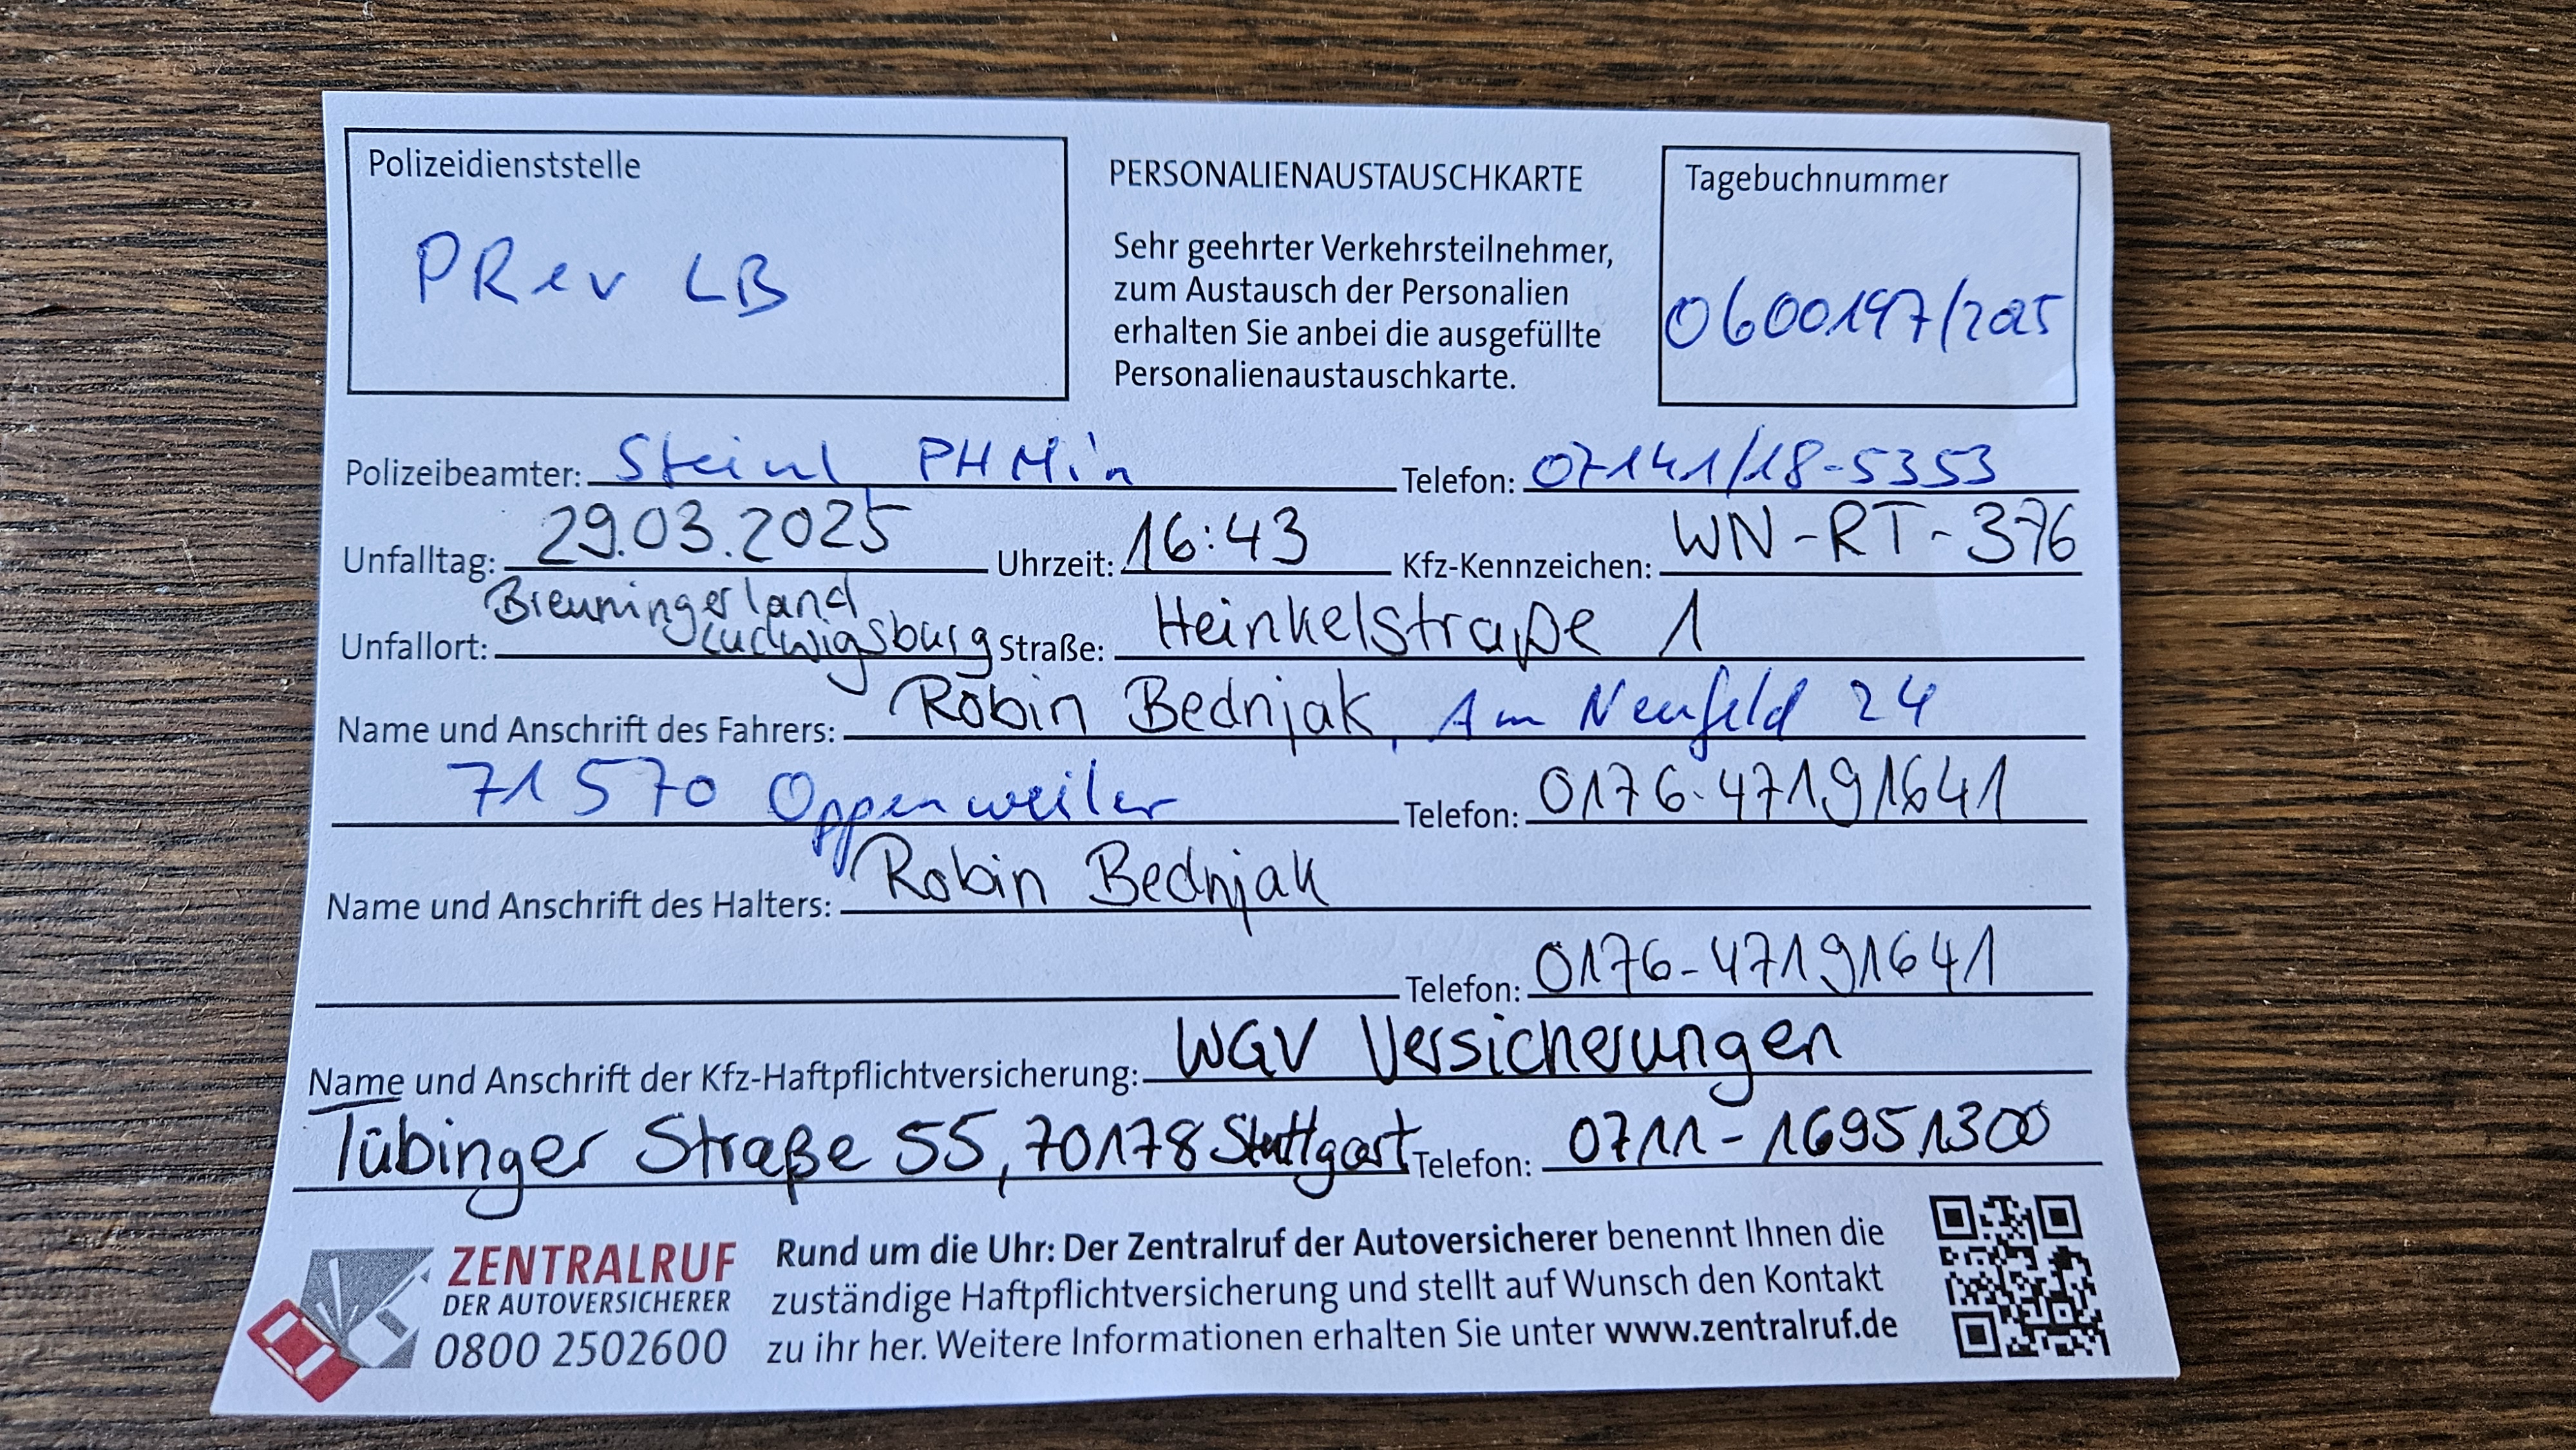 Polizeidienststelle
PRev LB
PERSONALIENAUSTAUSCHKARTE
Sehr geehrter Verkehrsteilnehmer,
zum Austausch der Personalien
erhalten Sie anbei die ausgefüllte
Personalienaustauschkarte.
Tagebuchnummer
0600197/2025
Polizeibeamter: Steinl PHMin Telefon: 07141/18-5353
Unfalltag: 29.03.2025 Uhrzeit: 16:43 Kfz-Kennzeichen: WN-RT-376
Unfallort: Breuningerland Ludwigsburg Straße: Heinkelstraße 1
Name und Anschrift des Fahrers: Robin Bednjak, Am Neufeld 24
71570 Oppenweiler Telefon: 0176-47191641
Name und Anschrift des Halters: Robin Bednjak
Telefon: 0176-47191641
Name und Anschrift der Kfz-Haftpflichtversicherung: WGV Versicherungen
Tübinger Straße 55, 70178 Stuttgart Telefon: 0711-16951300
ZENTRALRUF
DER AUTOVERSICHERER
0800 2502600
Rund um die Uhr: Der Zentralruf der Autoversicherer benennt Ihnen die
zuständige Haftpflichtversicherung und stellt auf Wunsch den Kontakt
zu ihr her. Weitere Informationen erhalten Sie unter www.zentralruf.de